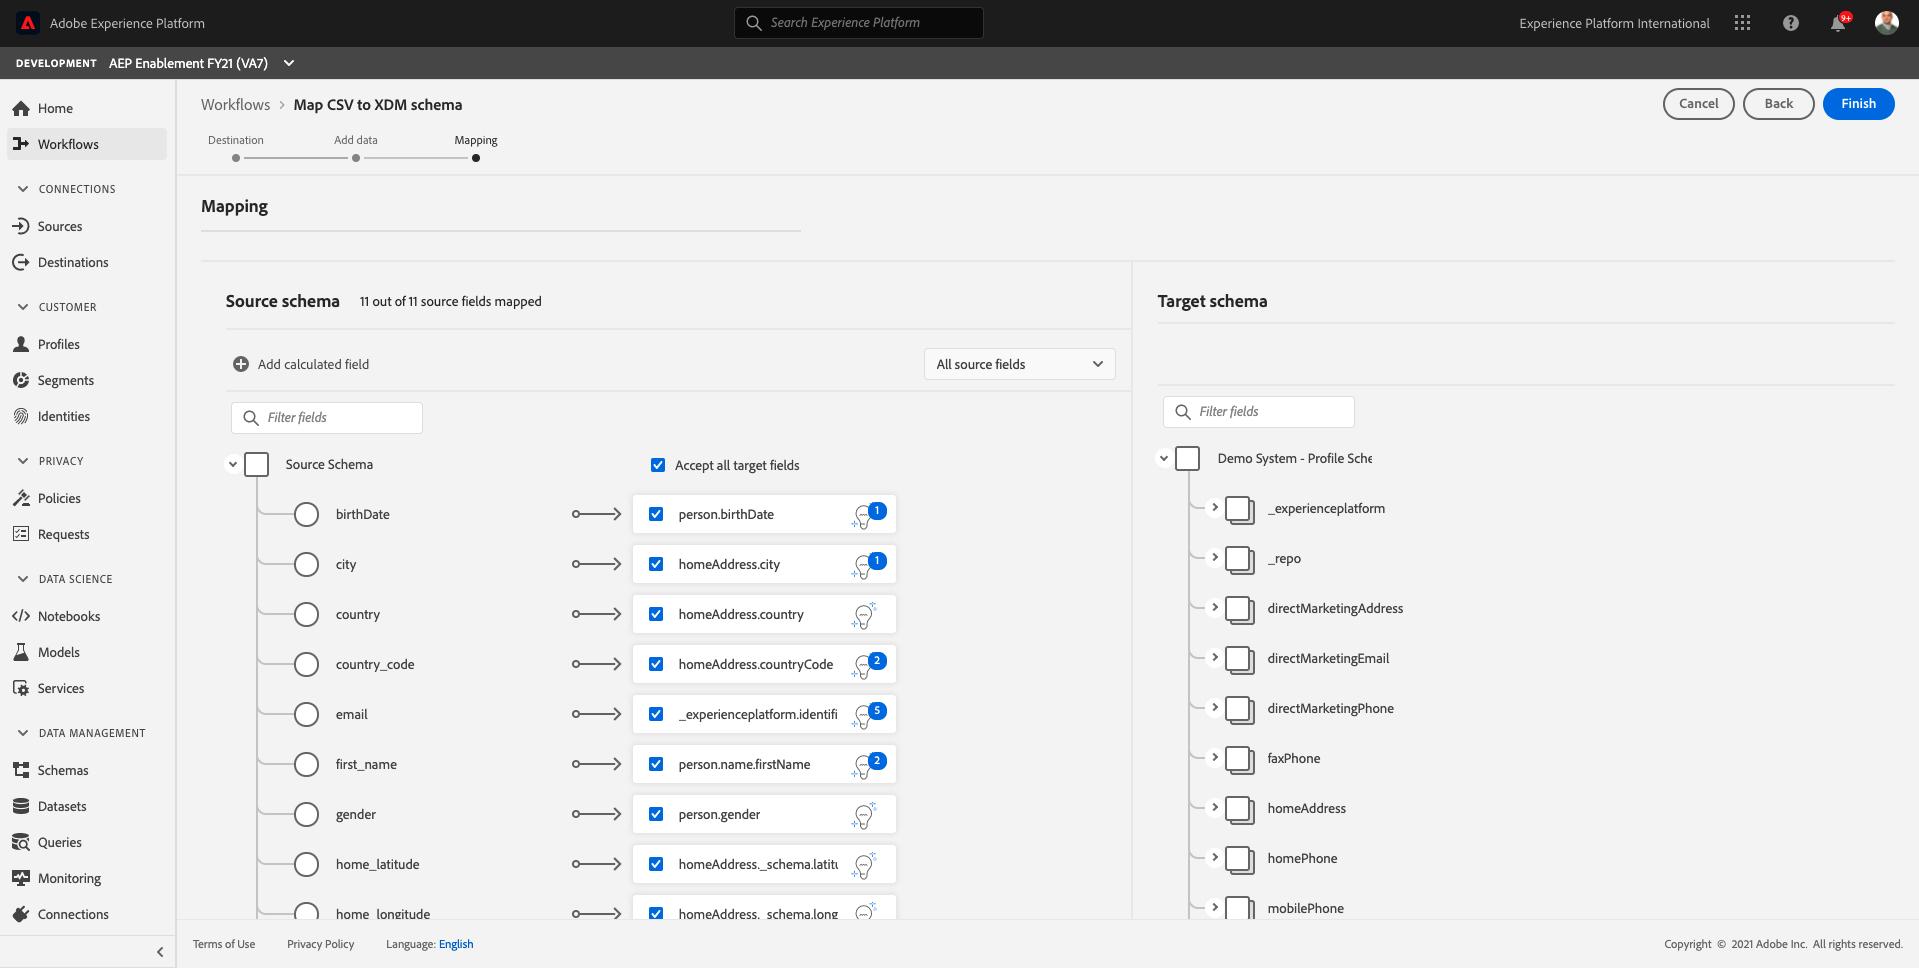 Adobe Experience Platform
Search Experience Platform
Experience Platform International
9+
DEVELOPMENT AEP Enablement FY21 (VA7)
Home
Workflows
CONNECTIONS
Sources
Destinations
CUSTOMER
Profiles
Segments
Identities
PRIVACY
Policies
Requests
DATA SCIENCE
Notebooks
Models
Services
DATA MANAGEMENT
Schemas
Datasets
Queries
Monitoring
Connections
Workflows > Map CSV to XDM schema
Cancel
Back
Finish
Destination
Add data
Mapping
Mapping
Source schema 11 out of 11 source fields mapped
Add calculated field
All source fields
Filter fields
Source Schema
Accept all target fields
birthDate person.birthDate 1
city homeAddress.city 1
country homeAddress.country
country_code homeAddress.countryCode 2
email _experienceplatform.identifi 5
first_name person.name.firstName 2
gender person.gender
home_latitude homeAddress._schema.latitu
home_longitude homeAddress._schema.long
Target schema
Filter fields
Demo System - Profile Sche
_experienceplatform
_repo
directMarketingAddress
directMarketingEmail
directMarketingPhone
faxPhone
homeAddress
homePhone
mobilePhone
Terms of Use Privacy Policy Language: English
Copyright © 2021 Adobe Inc. All rights reserved.